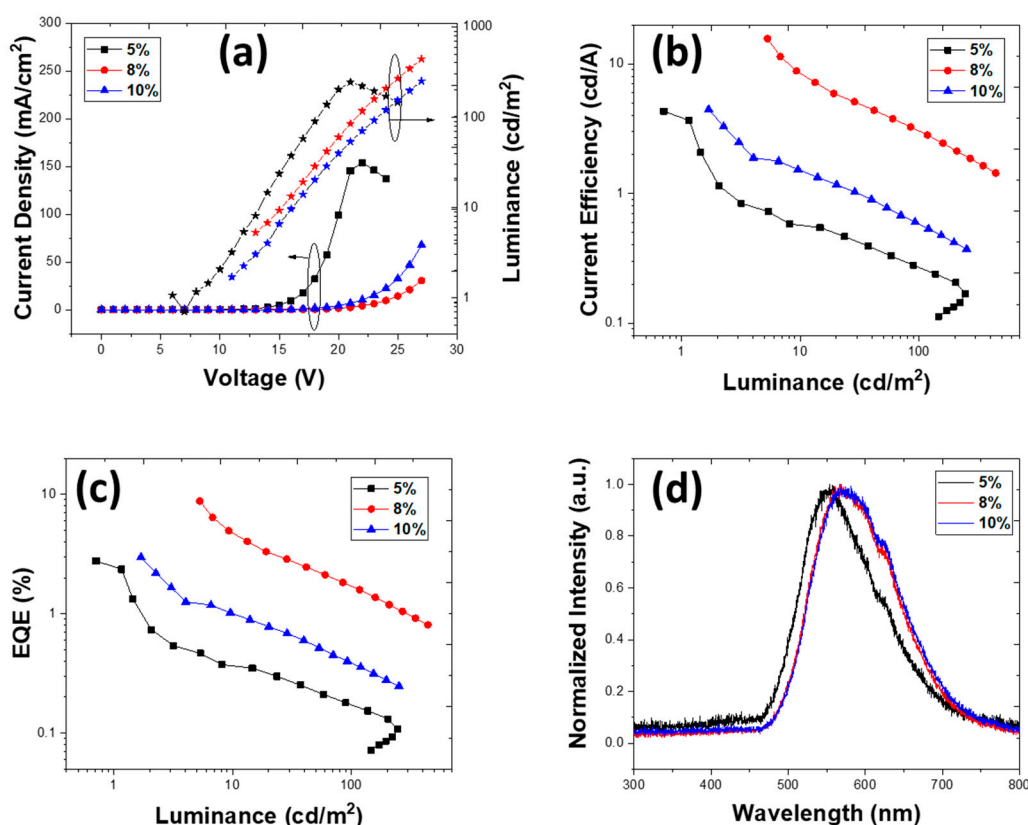 (a)
5%
8%
10%
300
250
200
150
100
50
0
Current Density (mA/cm²)
1000
100
10
1
Luminance (cd/m²)
0 5 10 15 20 25 30
Voltage (V)
(b)
5%
8%
10%
10
1
0.1
Current Efficiency (cd/A)
1 10 100
Luminance (cd/m²)
(c)
5%
8%
10%
10
1
0.1
EQE (%)
1 10 100
Luminance (cd/m²)
(d)
5%
8%
10%
1.0
0.8
0.6
0.4
0.2
0.0
Normalized Intensity (a.u.)
300 400 500 600 700 800
Wavelength (nm)